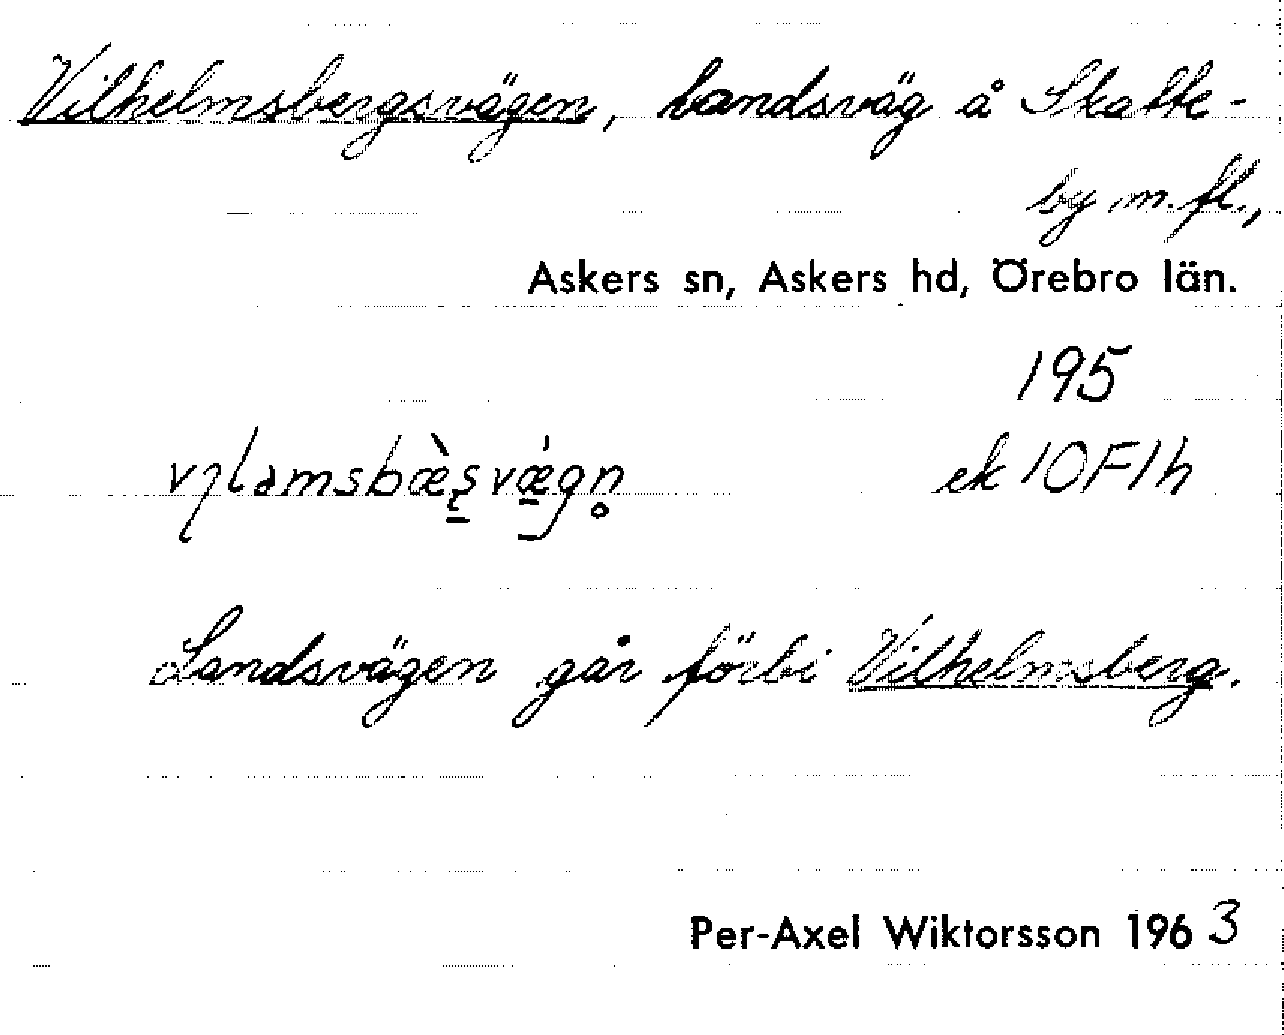 Vilhelmsbergsvägen, landsväg å Skatte-
by m.fl.,
Askers sn, Askers hd, Örebro län.
195
ek 10F1h
Landsvägen går förbi Vilhelmsberg.
Per-Axel Wiktorsson 1963